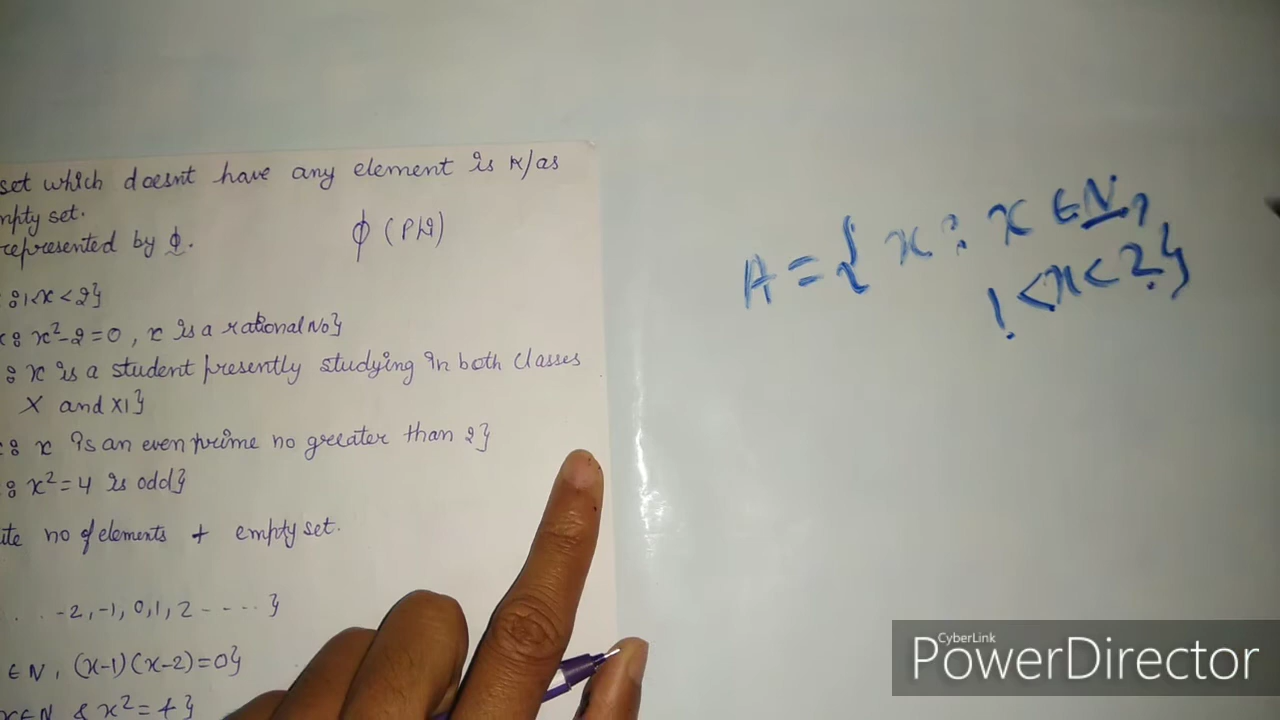 set which doesnt have any element is k/as
mpty set.
represented by ϕ.
ϕ (Phi)
: 1<x<2}
x : x²-2=0, x is a rational No}
: x is a student presently studying in both classes
X and XI}
: x is an even prime no greater than 2}
: x²=4 is odd}
ite no of elements + empty set.
.. -2, -1, 0, 1, 2 - - - - }
∈ N, (x-1)(x-2)=0}
x∈N & x²=4}
A = { x : x ∈ N,
1<x<2}
CyberLink
PowerDirector